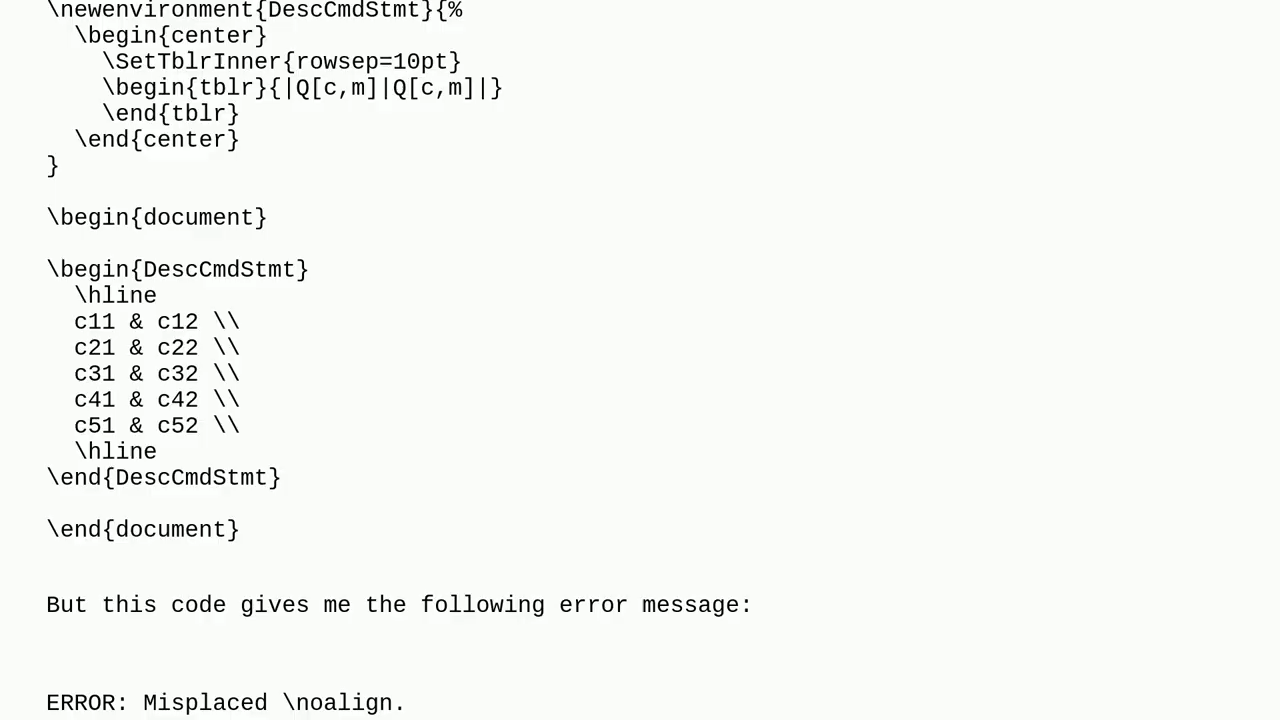 \newenvironment{DescCmdStmt}{%
  \begin{center}
    \SetTblrInner{rowsep=10pt}
    \begin{tblr}{|Q[c,m]|Q[c,m]|}
    \end{tblr}
  \end{center}
}
\begin{document}
\begin{DescCmdStmt}
  \hline
  c11 & c12 \\
  c21 & c22 \\
  c31 & c32 \\
  c41 & c42 \\
  c51 & c52 \\
  \hline
\end{DescCmdStmt}
\end{document}
But this code gives me the following error message:
ERROR: Misplaced \noalign.